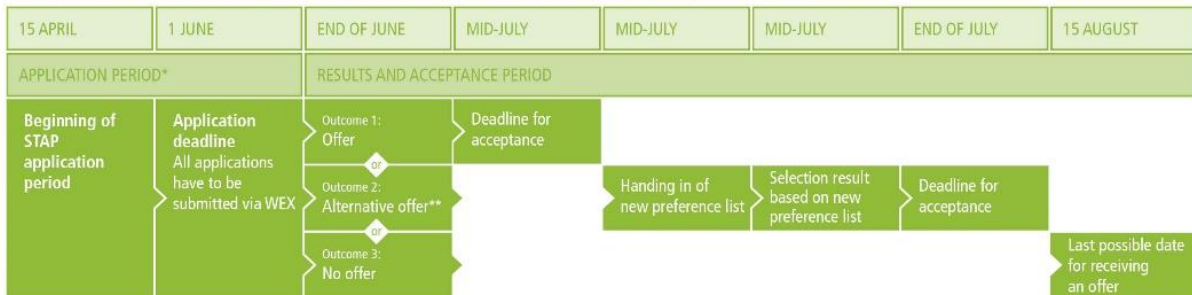 15 APRIL
1 JUNE
END OF JUNE
MID-JULY
MID-JULY
MID-JULY
END OF JULY
15 AUGUST
APPLICATION PERIOD*
RESULTS AND ACCEPTANCE PERIOD
Beginning of
STAP
application
period
Application
deadline
All applications
have to be
submitted via WEX
Outcome 1:
Offer
or
Outcome 2:
Alternative offer**
or
Outcome 3:
No offer
Deadline for
acceptance
Handing in of
new preference list
Selection result
based on new
preference list
Deadline for
acceptance
Last possible date
for receiving
an offer